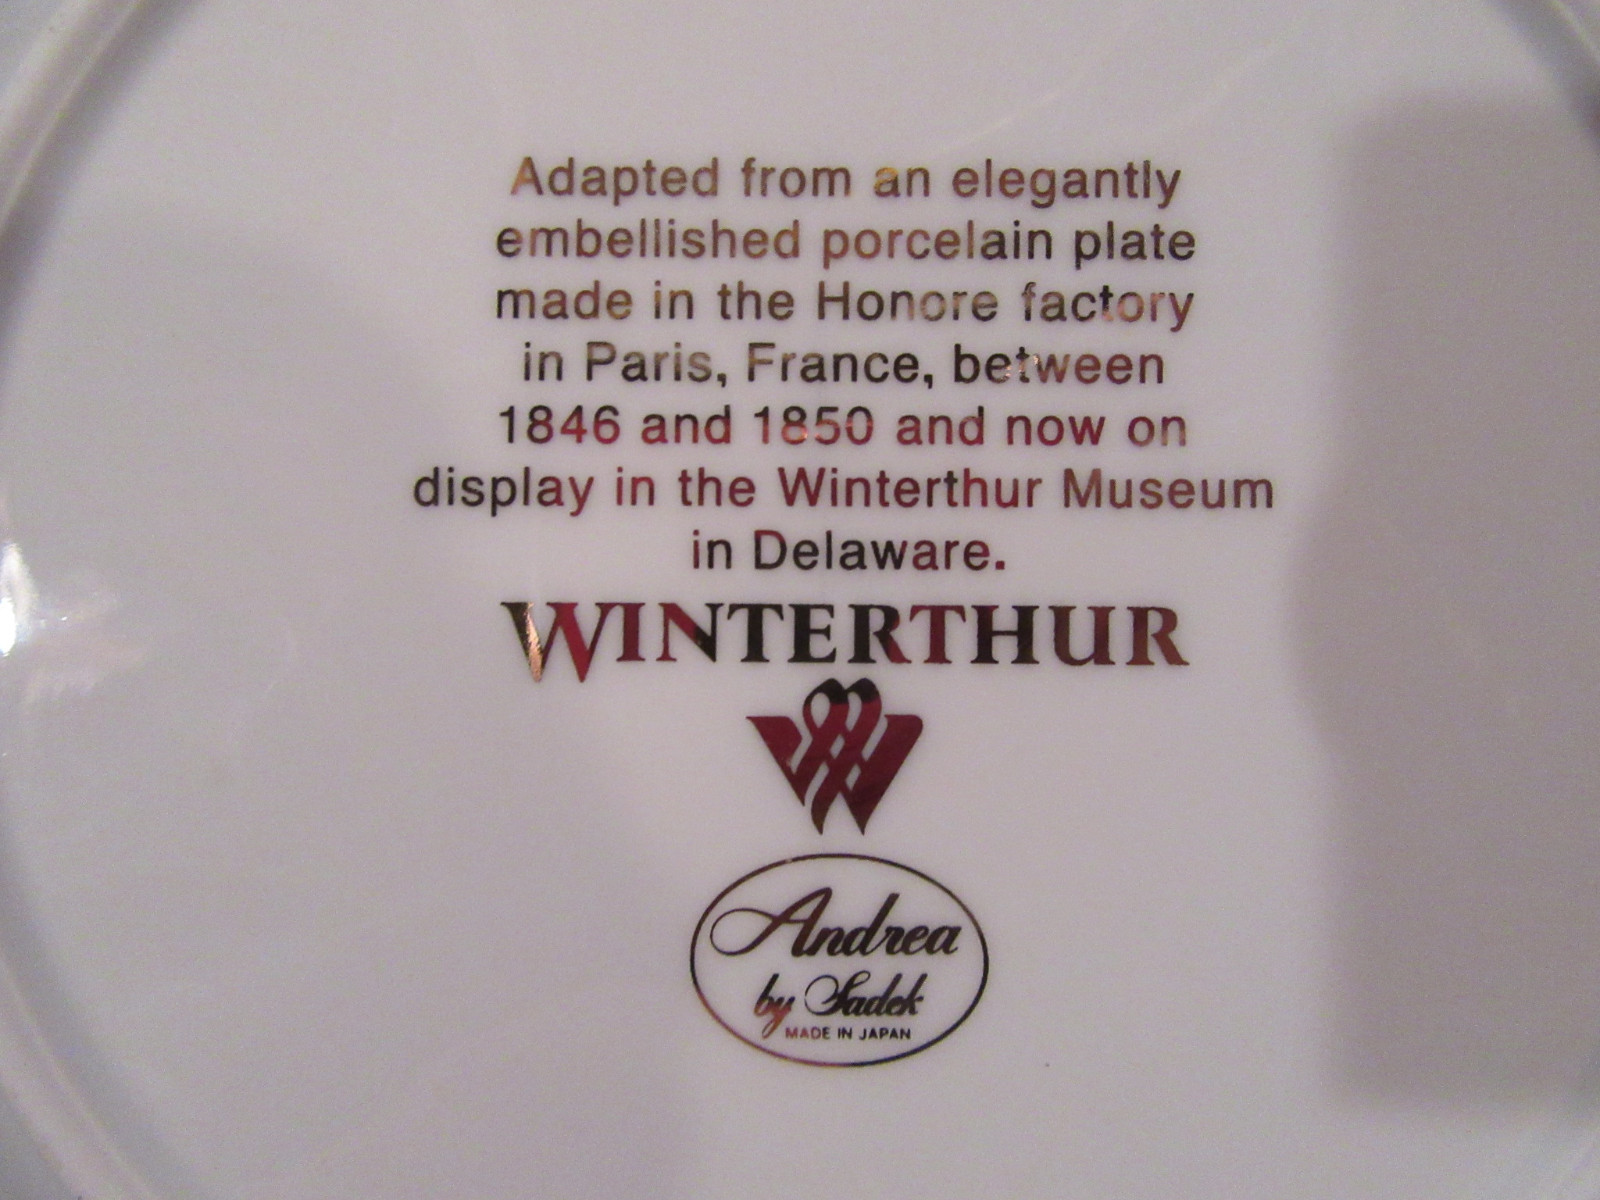 Adapted from an elegantly
embellished porcelain plate
made in the Honore factory
in Paris, France, between
1846 and 1850 and now on
display in the Winterthur Museum
in Delaware.
WINTERTHUR
W
Andrea
by Sadek
MADE IN JAPAN